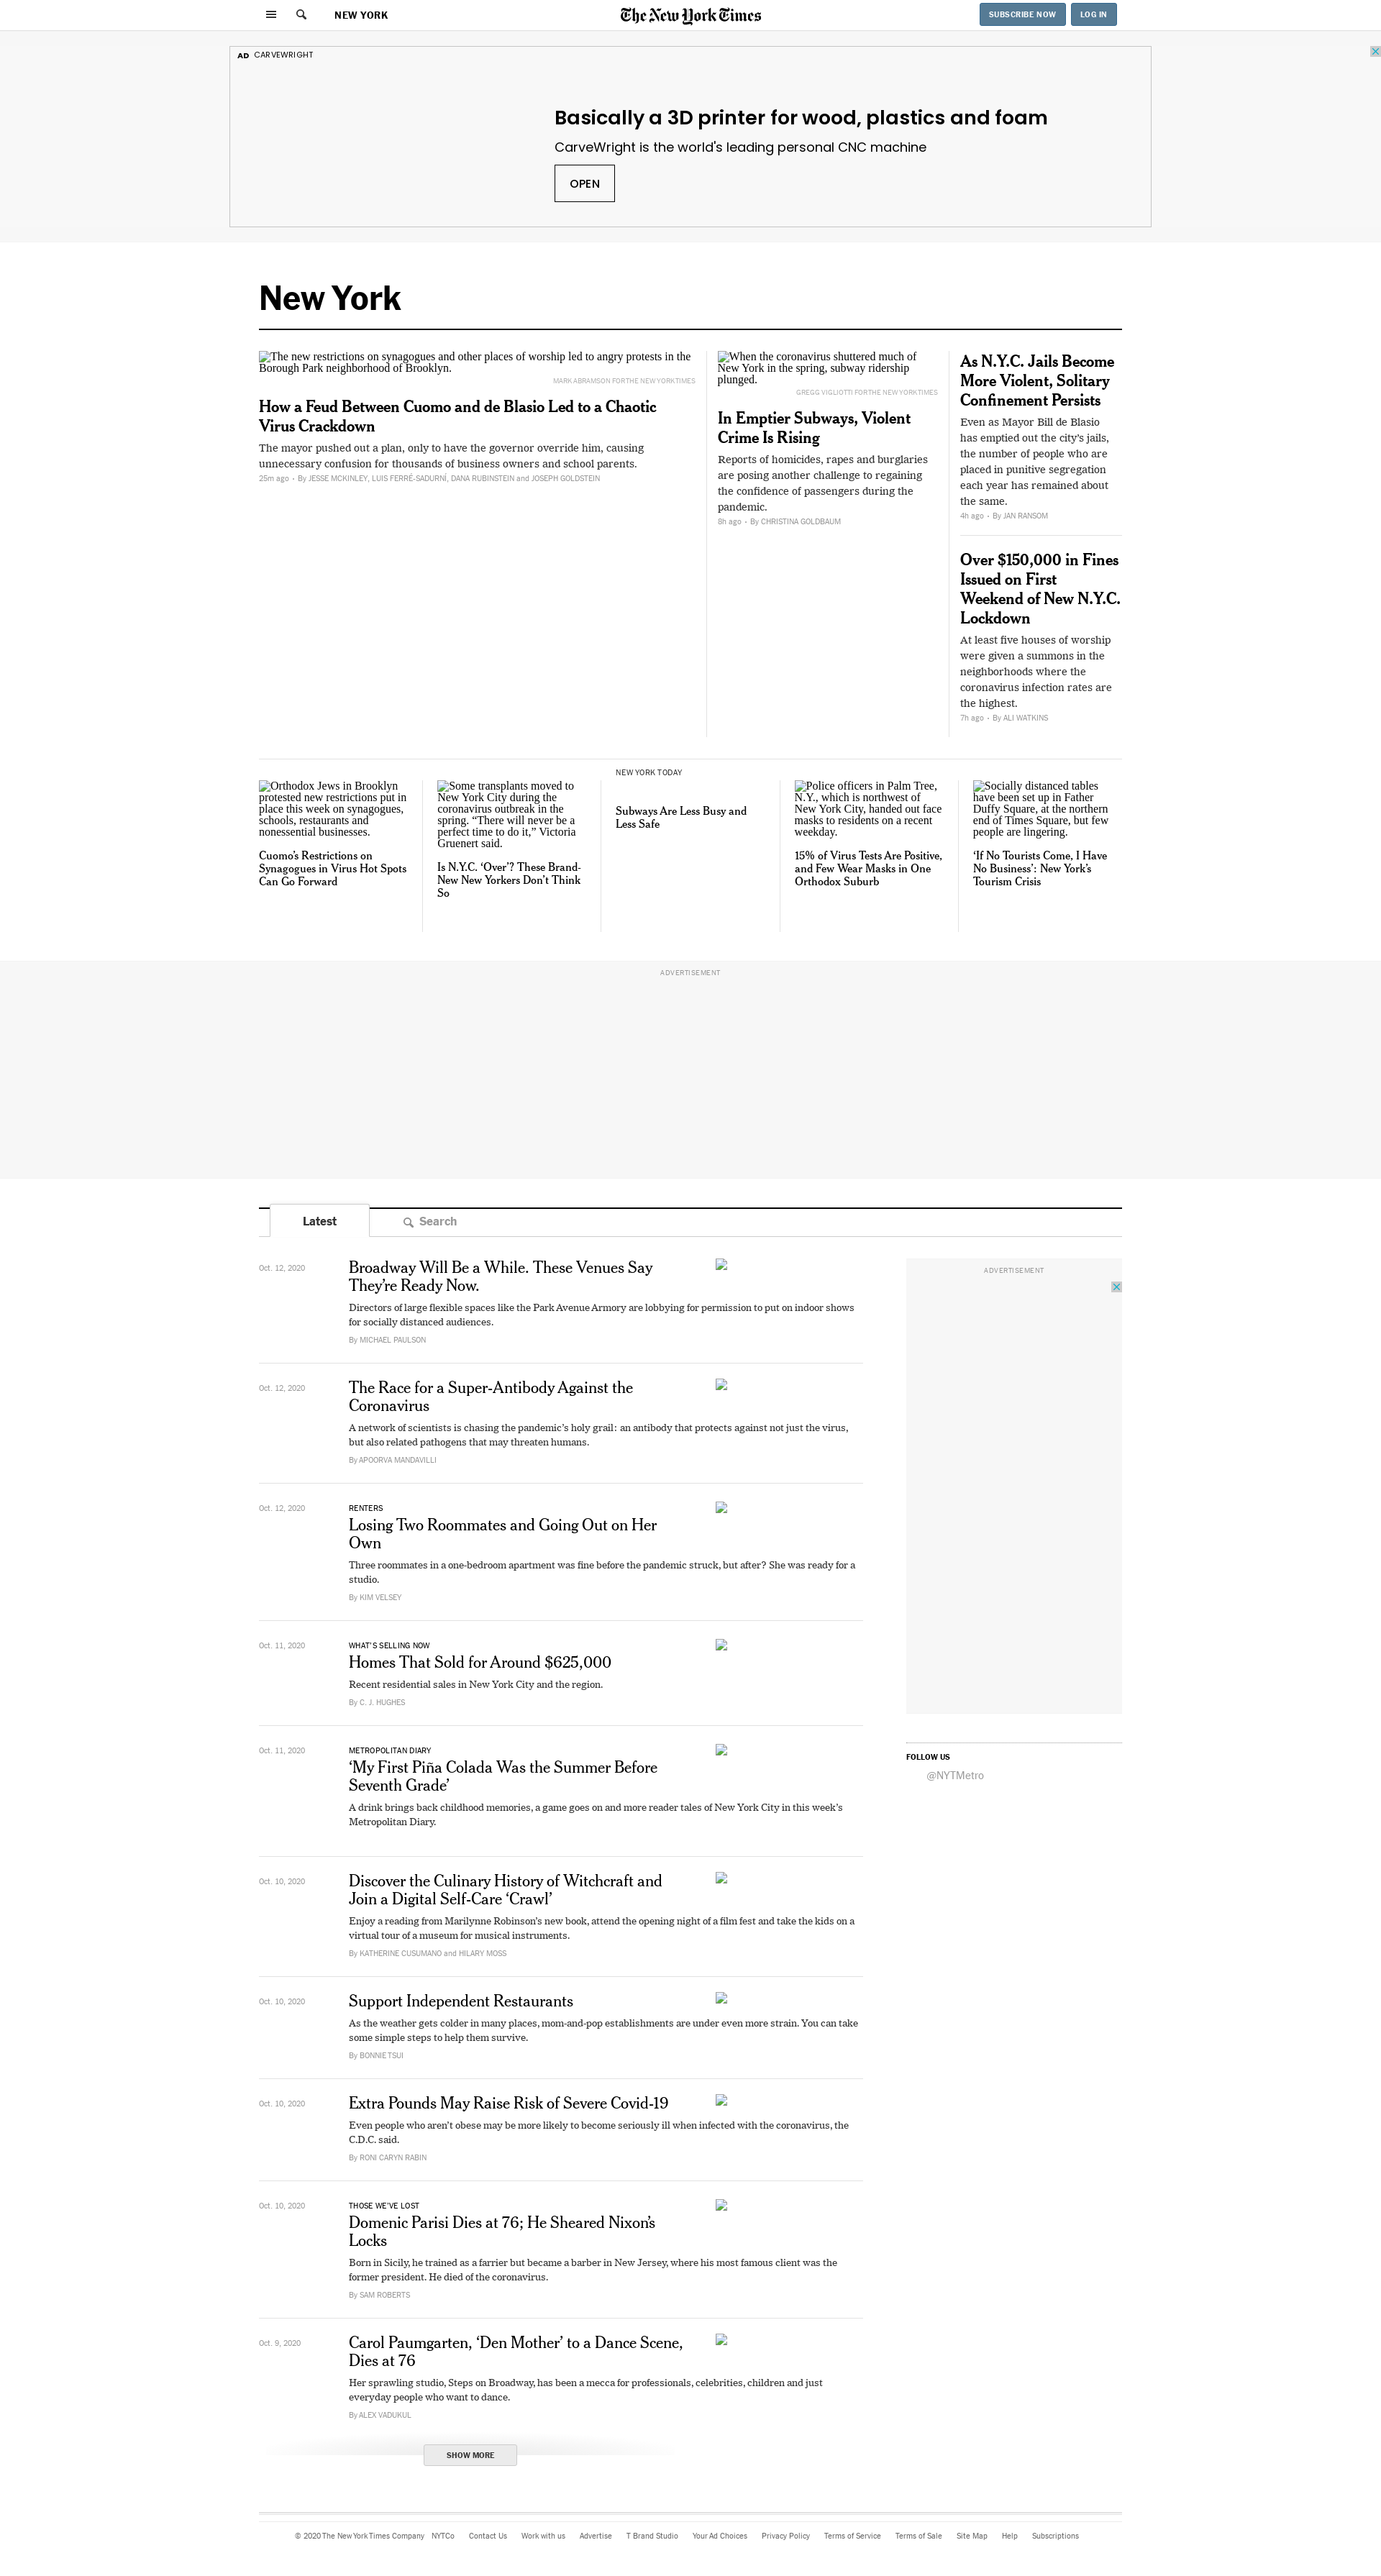 NEW YORK
The New York Times
SUBSCRIBE NOW
LOG IN
AD CARVEWRIGHT
Basically a 3D printer for wood, plastics and foam
CarveWright is the world's leading personal CNC machine
OPEN
New York
The new restrictions on synagogues and other places of worship led to angry protests in the
Borough Park neighborhood of Brooklyn.
MARK ABRAMSON FOR THE NEW YORK TIMES
How a Feud Between Cuomo and de Blasio Led to a Chaotic
Virus Crackdown
The mayor pushed out a plan, only to have the governor override him, causing
unnecessary confusion for thousands of business owners and school parents.
25m ago • By JESSE MCKINLEY, LUIS FERRÉ-SADURNÍ, DANA RUBINSTEIN and JOSEPH GOLDSTEIN
When the coronavirus shuttered much of
New York in the spring, subway ridership
plunged.
GREGG VIGLIOTTI FOR THE NEW YORK TIMES
In Emptier Subways, Violent
Crime Is Rising
Reports of homicides, rapes and burglaries
are posing another challenge to regaining
the confidence of passengers during the
pandemic.
8h ago • By CHRISTINA GOLDBAUM
As N.Y.C. Jails Become
More Violent, Solitary
Confinement Persists
Even as Mayor Bill de Blasio
has emptied out the city's jails,
the number of people who are
placed in punitive segregation
each year has remained about
the same.
4h ago • By JAN RANSOM
Over $150,000 in Fines
Issued on First
Weekend of New N.Y.C.
Lockdown
At least five houses of worship
were given a summons in the
neighborhoods where the
coronavirus infection rates are
the highest.
7h ago • By ALI WATKINS
Orthodox Jews in Brooklyn
protested new restrictions put in
place this week on synagogues,
schools, restaurants and
nonessential businesses.
Cuomo's Restrictions on
Synagogues in Virus Hot Spots
Can Go Forward
Some transplants moved to
New York City during the
coronavirus outbreak in the
spring. “There will never be a
perfect time to do it,” Victoria
Gruenert said.
Is N.Y.C. ‘Over’? These Brand-
New New Yorkers Don’t Think
So
NEW YORK TODAY
Subways Are Less Busy and
Less Safe
Police officers in Palm Tree,
N.Y., which is northwest of
New York City, handed out face
masks to residents on a recent
weekday.
15% of Virus Tests Are Positive,
and Few Wear Masks in One
Orthodox Suburb
Socially distanced tables
have been set up in Father
Duffy Square, at the northern
end of Times Square, but few
people are lingering.
‘If No Tourists Come, I Have
No Business’: New York’s
Tourism Crisis
ADVERTISEMENT
Latest
Search
Oct. 12, 2020
Broadway Will Be a While. These Venues Say
They’re Ready Now.
Directors of large flexible spaces like the Park Avenue Armory are lobbying for permission to put on indoor shows
for socially distanced audiences.
By MICHAEL PAULSON
Oct. 12, 2020
The Race for a Super-Antibody Against the
Coronavirus
A network of scientists is chasing the pandemic’s holy grail: an antibody that protects against not just the virus,
but also related pathogens that may threaten humans.
By APOORVA MANDAVILLI
Oct. 12, 2020
RENTERS
Losing Two Roommates and Going Out on Her
Own
Three roommates in a one-bedroom apartment was fine before the pandemic struck, but after? She was ready for a
studio.
By KIM VELSEY
Oct. 11, 2020
WHAT’S SELLING NOW
Homes That Sold for Around $625,000
Recent residential sales in New York City and the region.
By C. J. HUGHES
Oct. 11, 2020
METROPOLITAN DIARY
‘My First Piña Colada Was the Summer Before
Seventh Grade’
A drink brings back childhood memories, a game goes on and more reader tales of New York City in this week’s
Metropolitan Diary.
Oct. 10, 2020
Discover the Culinary History of Witchcraft and
Join a Digital Self-Care ‘Crawl’
Enjoy a reading from Marilynne Robinson’s new book, attend the opening night of a film fest and take the kids on a
virtual tour of a museum for musical instruments.
By KATHERINE CUSUMANO and HILARY MOSS
Oct. 10, 2020
Support Independent Restaurants
As the weather gets colder in many places, mom-and-pop establishments are under even more strain. You can take
some simple steps to help them survive.
By BONNIE TSUI
Oct. 10, 2020
Extra Pounds May Raise Risk of Severe Covid-19
Even people who aren’t obese may be more likely to become seriously ill when infected with the coronavirus, the
C.D.C. said.
By RONI CARYN RABIN
Oct. 10, 2020
THOSE WE’VE LOST
Domenic Parisi Dies at 76; He Sheared Nixon’s
Locks
Born in Sicily, he trained as a farrier but became a barber in New Jersey, where his most famous client was the
former president. He died of the coronavirus.
By SAM ROBERTS
Oct. 9, 2020
Carol Paumgarten, ‘Den Mother’ to a Dance Scene,
Dies at 76
Her sprawling studio, Steps on Broadway, has been a mecca for professionals, celebrities, children and just
everyday people who want to dance.
By ALEX VADUKUL
SHOW MORE
ADVERTISEMENT
FOLLOW US
@NYTMetro
© 2020 The New York Times Company NYTCo Contact Us Work with us Advertise T Brand Studio Your Ad Choices Privacy Policy Terms of Service Terms of Sale Site Map Help Subscriptions